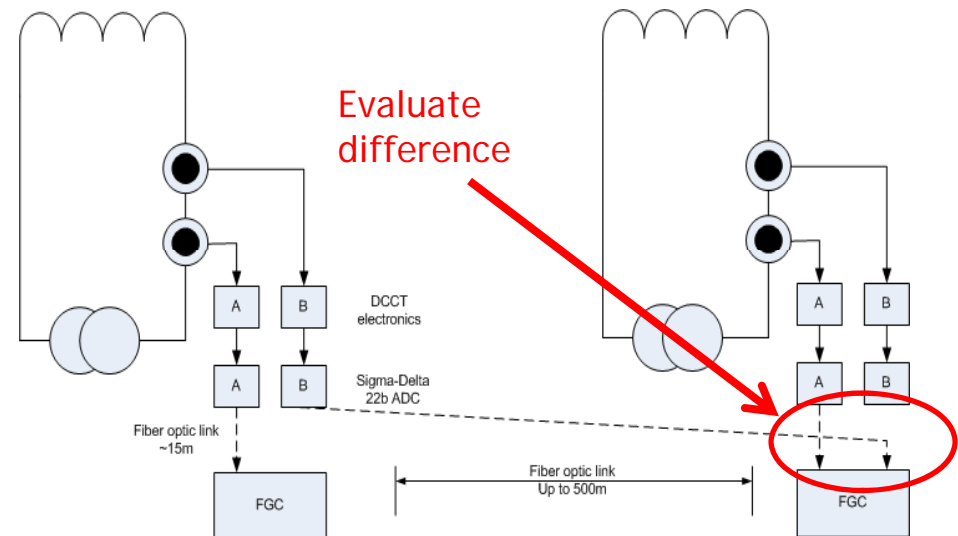 Evaluate
difference
A
B
DCCT
electronics
A
B
Sigma-Delta
22b ADC
Fiber optic link
~15m
FGC
Fiber optic link
Up to 500m
A
B
A
B
FGC